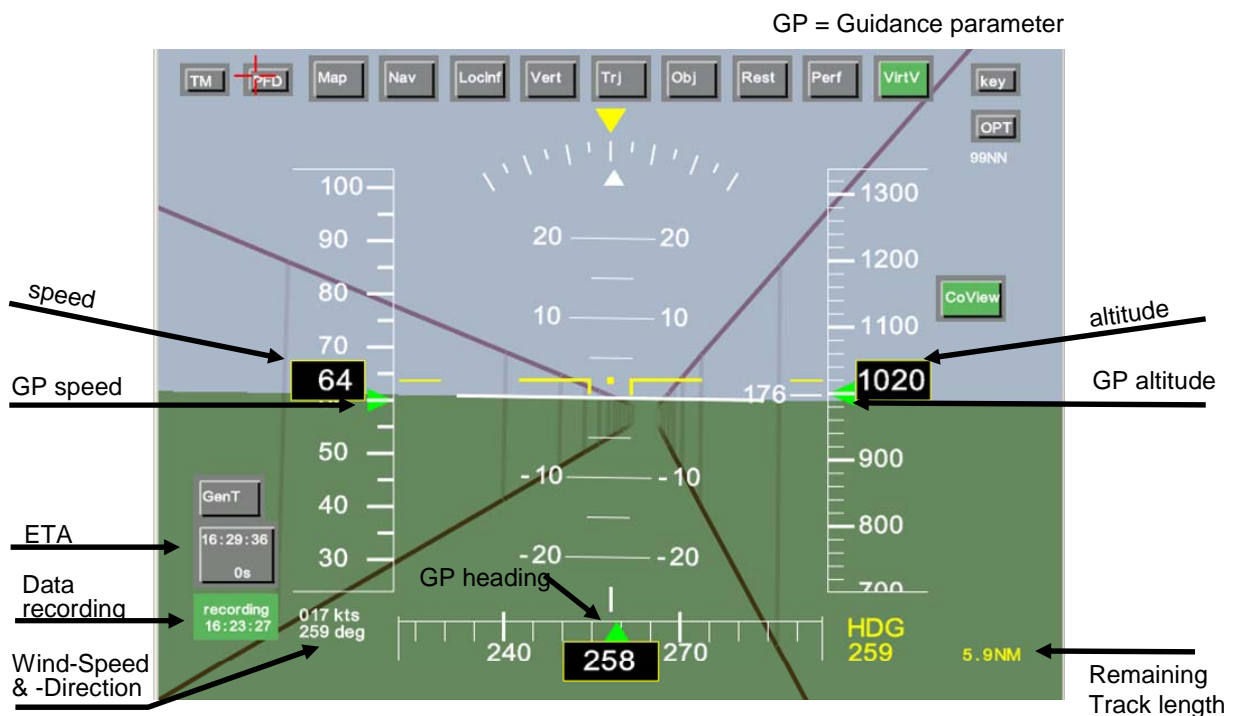 GP = Guidance parameter
TM PFD Map Nav LocInf Vert Trj Obj Rest Perf VirtV key
OPT
99NN
100
1300
90
20 20
1200
80
CoView
speed
10 10
1100
altitude
70
64
1020
GP speed
176
GP altitude
50
-10 -10
900
GenT
40
800
ETA
16:29:36
0s
30
-20 -20
GP heading
700
Data
recording
recording
16:23:27
017 kts
259 deg
HDG
259
240
258
270
5.9NM
Wind-Speed
& -Direction
Remaining
Track length